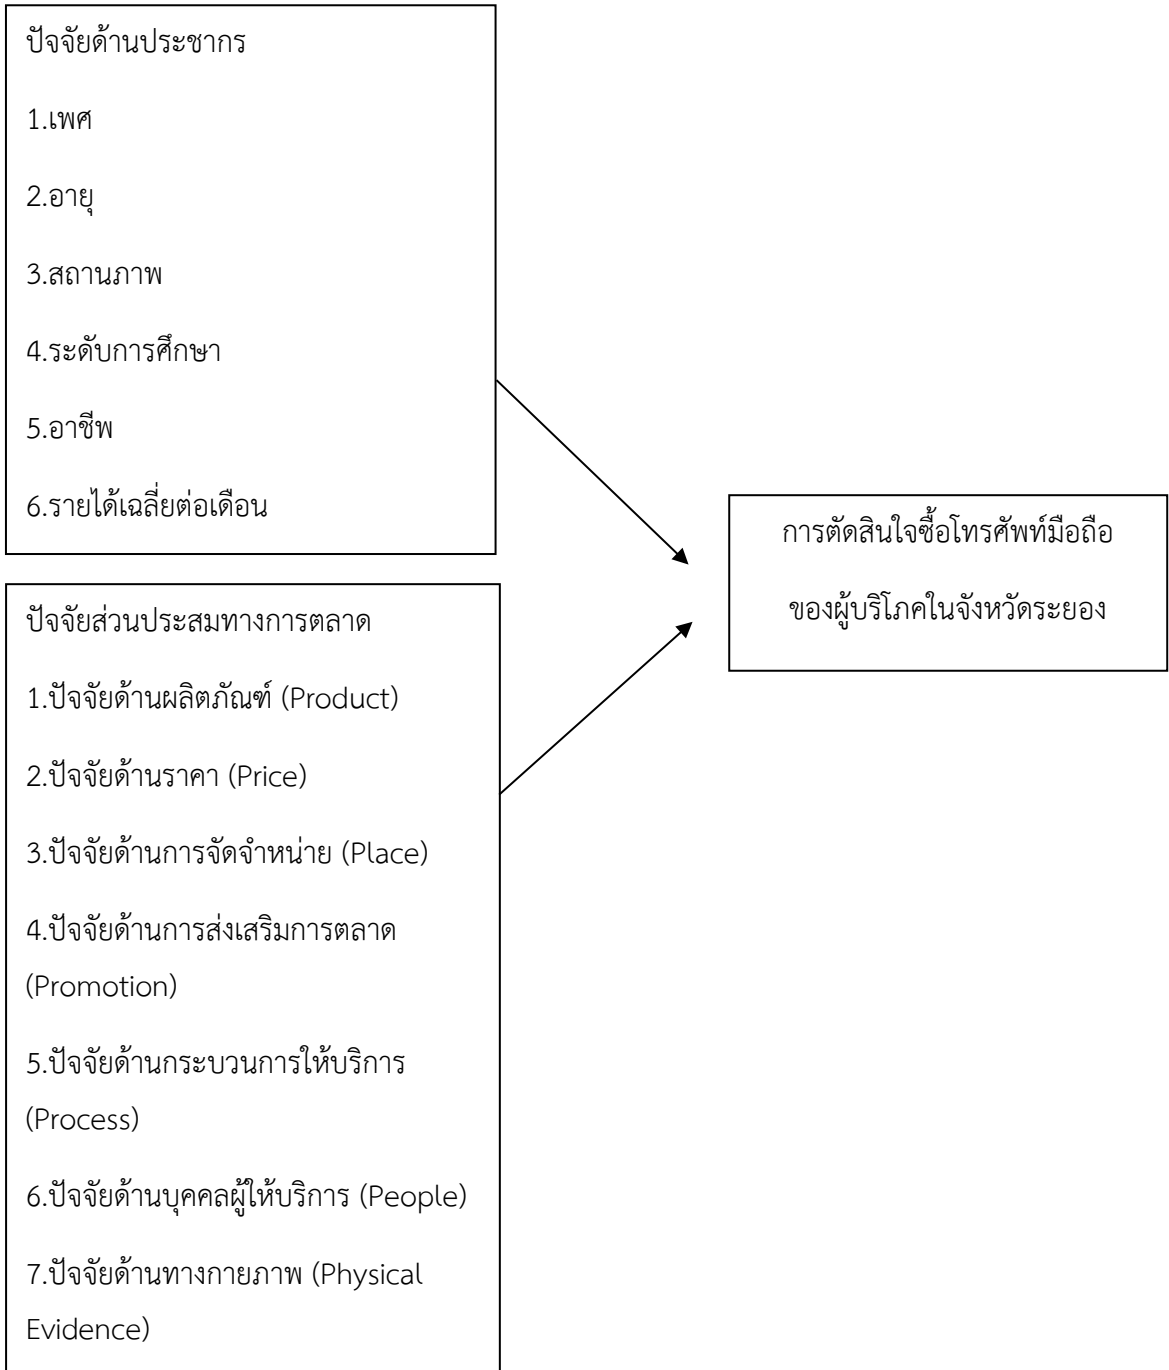 ปัจจัยด้านประชากร
1.เพศ
2.อายุ
3.สถานภาพ
4.ระดับการศึกษา
5.อาชีพ
6.รายได้เฉลี่ยต่อเดือน
การตัดสินใจซื้อโทรศัพท์มือถือ
ของผู้บริโภคในจังหวัดระยอง
ปัจจัยส่วนประสมทางการตลาด
1.ปัจจัยด้านผลิตภัณฑ์ (Product)
2.ปัจจัยด้านราคา (Price)
3.ปัจจัยด้านการจัดจำหน่าย (Place)
4.ปัจจัยด้านการส่งเสริมการตลาด
(Promotion)
5.ปัจจัยด้านกระบวนการให้บริการ
(Process)
6.ปัจจัยด้านบุคคลผู้ให้บริการ (People)
7.ปัจจัยด้านทางกายภาพ (Physical
Evidence)